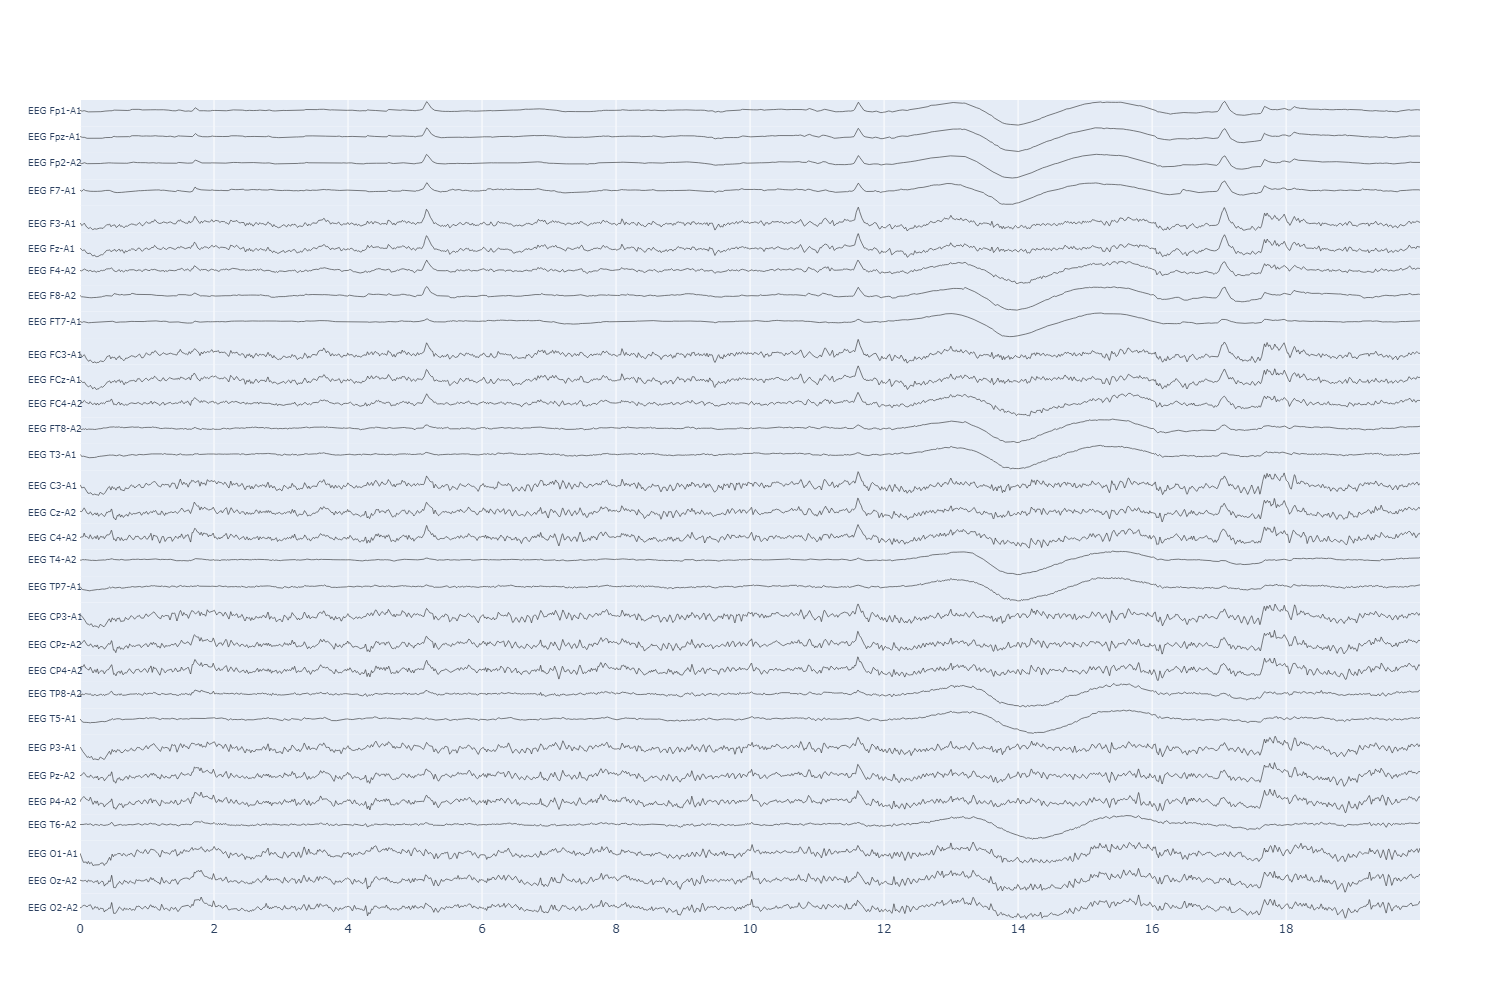 EEG Fp1-A1
EEG Fpz-A1
EEG Fp2-A2
EEG F7-A1
EEG F3-A1
EEG Fz-A1
EEG F4-A2
EEG F8-A2
EEG FT7-A1
EEG FC3-A1
EEG FCz-A1
EEG FC4-A2
EEG FT8-A2
EEG T3-A1
EEG C3-A1
EEG Cz-A2
EEG C4-A2
EEG T4-A2
EEG TP7-A1
EEG CP3-A1
EEG CPz-A2
EEG CP4-A2
EEG TP8-A2
EEG T5-A1
EEG P3-A1
EEG Pz-A2
EEG P4-A2
EEG T6-A2
EEG O1-A1
EEG Oz-A2
EEG O2-A2
0 2 4 6 8 10 12 14 16 18